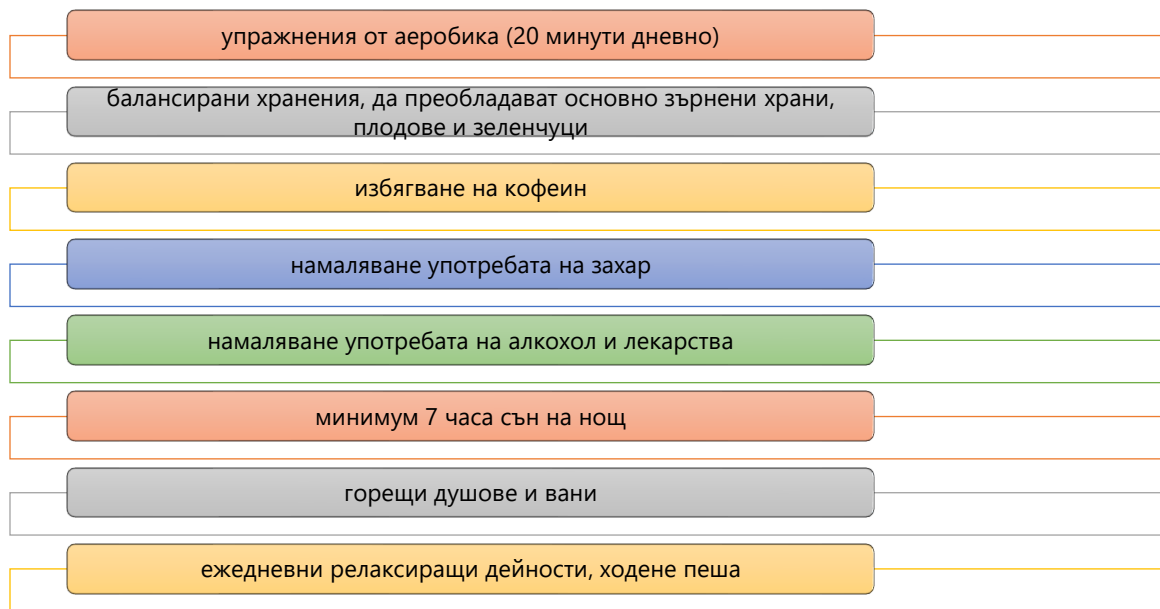 упражнения от аеробика (20 минути дневно)
балансирани хранения, да преобладават основно зърнени храни,
плодове и зеленчуци
избягване на кофеин
намаляване употребата на захар
намаляване употребата на алкохол и лекарства
минимум 7 часа сън на нощ
горещи душове и вани
ежедневни релаксиращи дейности, ходене пеша